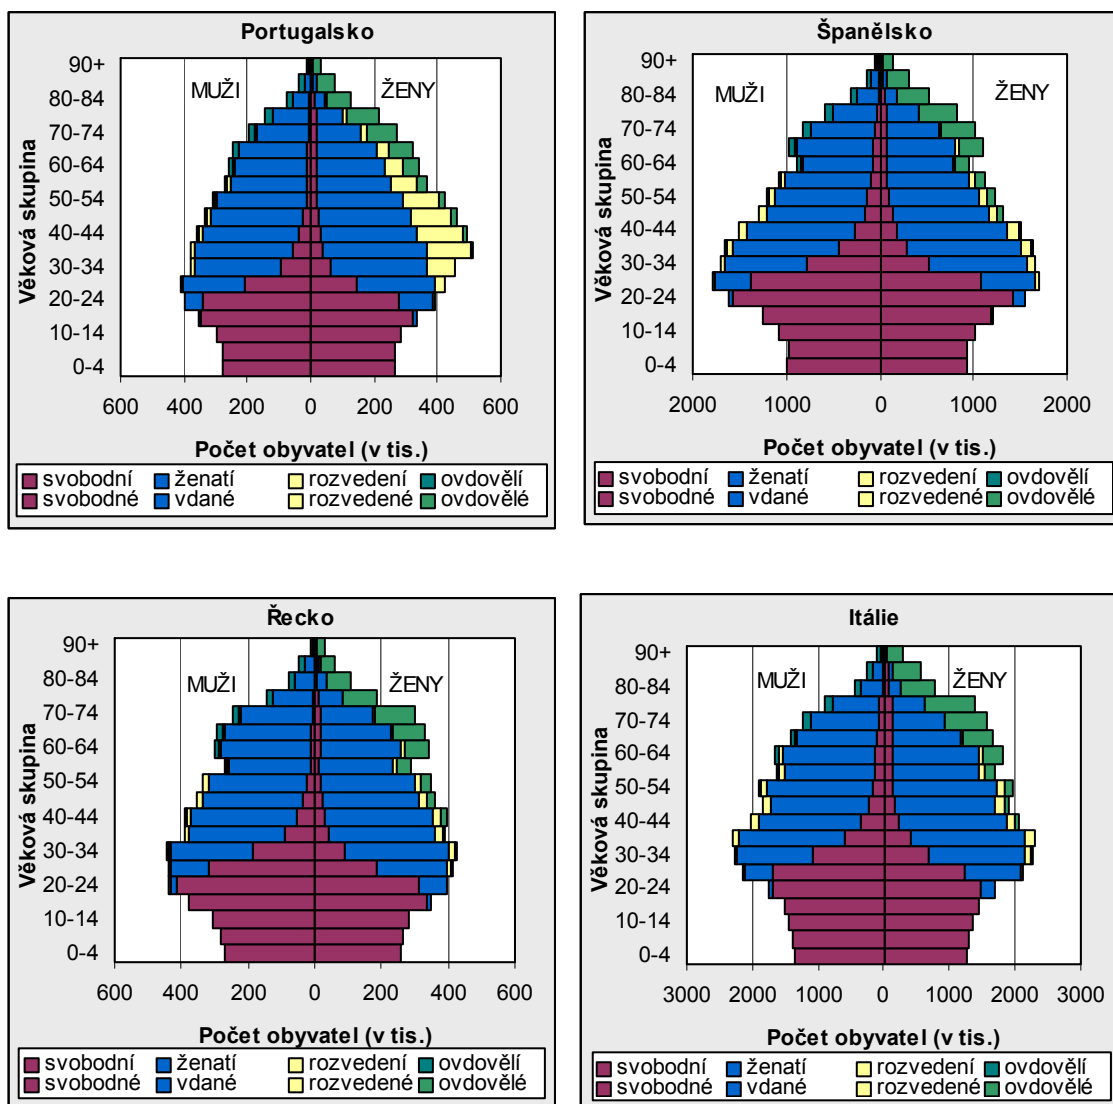 Portugalsko
90+
MUŽI ŽENY
80-84
70-74
60-64
50-54
40-44
30-34
20-24
10-14
0-4
Věková skupina
600 400 200 0 200 400 600
Počet obyvatel (v tis.)
svobodní ženatí rozvedení ovdovělí
svobodné vdané rozvedené ovdovělé
Španělsko
90+
MUŽI ŽENY
80-84
70-74
60-64
50-54
40-44
30-34
20-24
10-14
0-4
Věková skupina
2000 1000 0 1000 2000
Počet obyvatel (v tis.)
svobodní ženatí rozvedení ovdovělí
svobodné vdané rozvedené ovdovělé
Řecko
90+
MUŽI ŽENY
80-84
70-74
60-64
50-54
40-44
30-34
20-24
10-14
0-4
Věková skupina
600 400 200 0 200 400 600
Počet obyvatel (v tis.)
svobodní ženatí rozvedení ovdovělí
svobodné vdané rozvedené ovdovělé
Itálie
90+
MUŽI ŽENY
80-84
70-74
60-64
50-54
40-44
30-34
20-24
10-14
0-4
Věková skupina
3000 2000 1000 0 1000 2000 3000
Počet obyvatel (v tis.)
svobodní ženatí rozvedení ovdovělí
svobodné vdané rozvedené ovdovělé